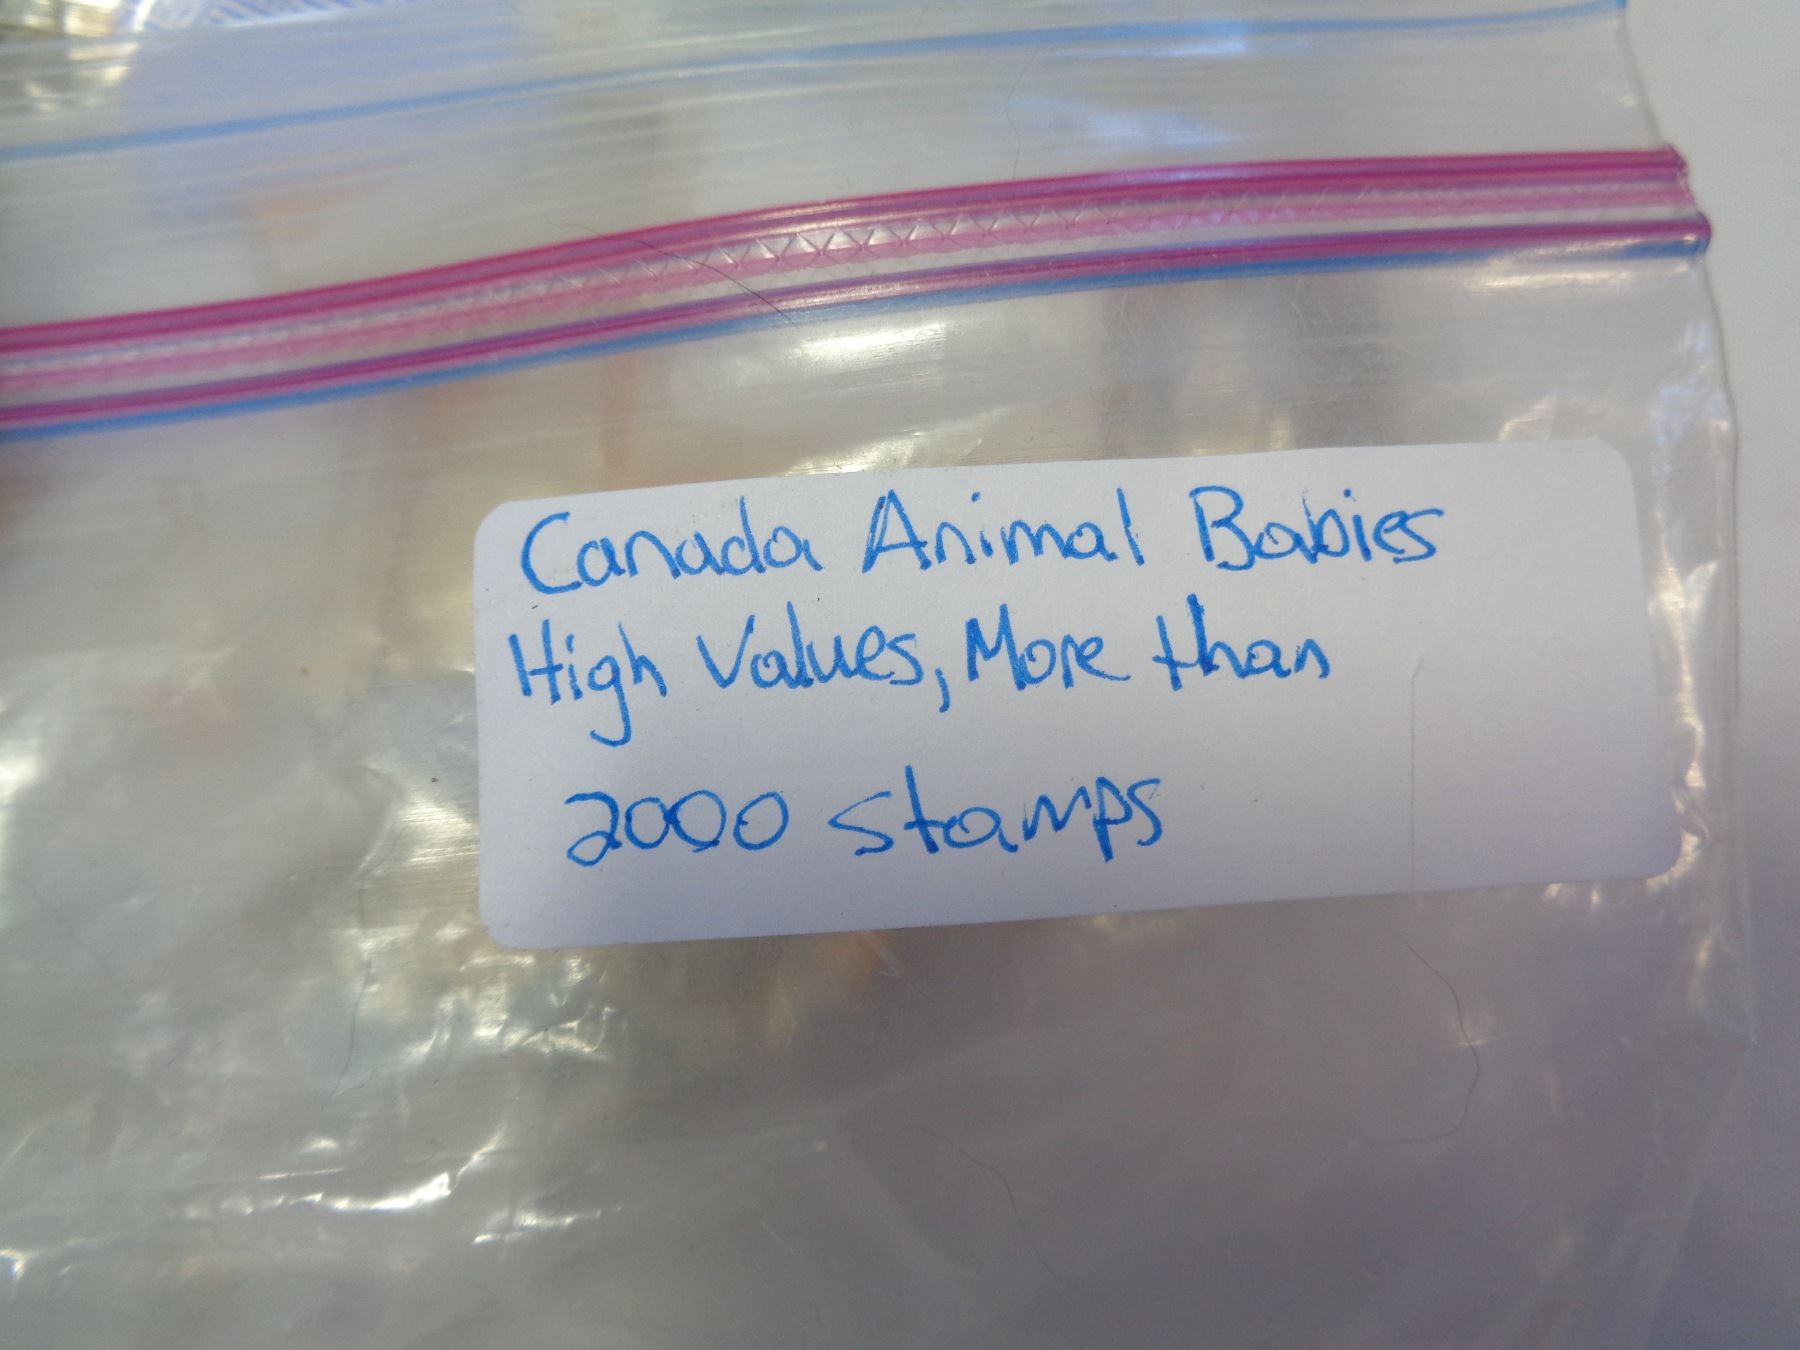 Canada Animal Babies
High Values, More than
2000 stamps